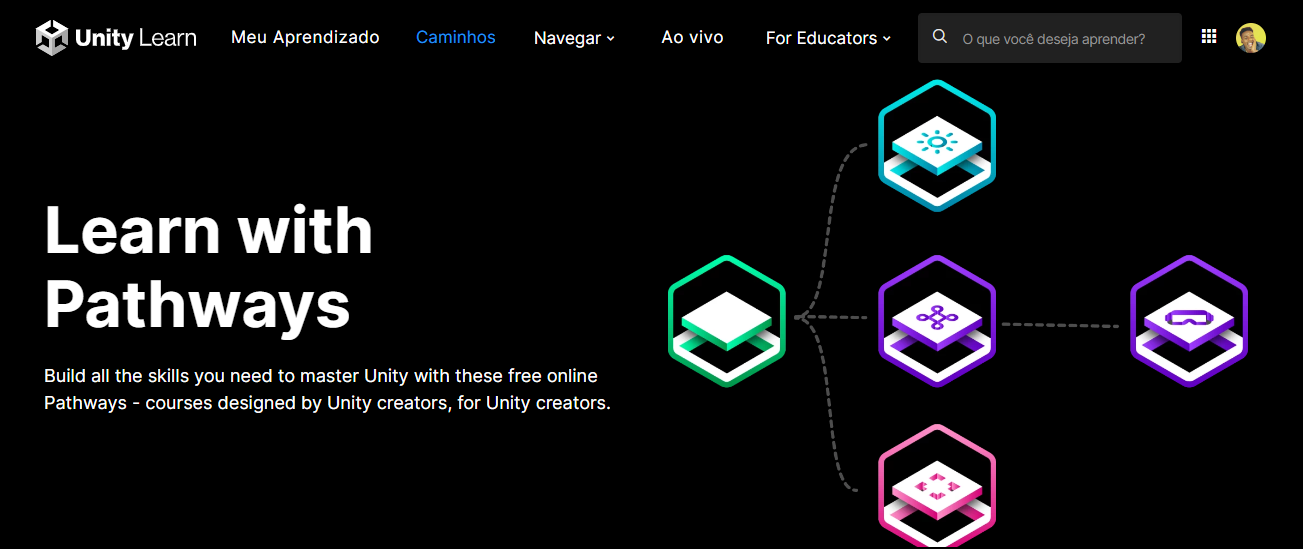 Unity Learn Meu Aprendizado Caminhos Navegar Ao vivo For Educators O que você deseja aprender?
Learn with
Pathways
Build all the skills you need to master Unity with these free online
Pathways - courses designed by Unity creators, for Unity creators.